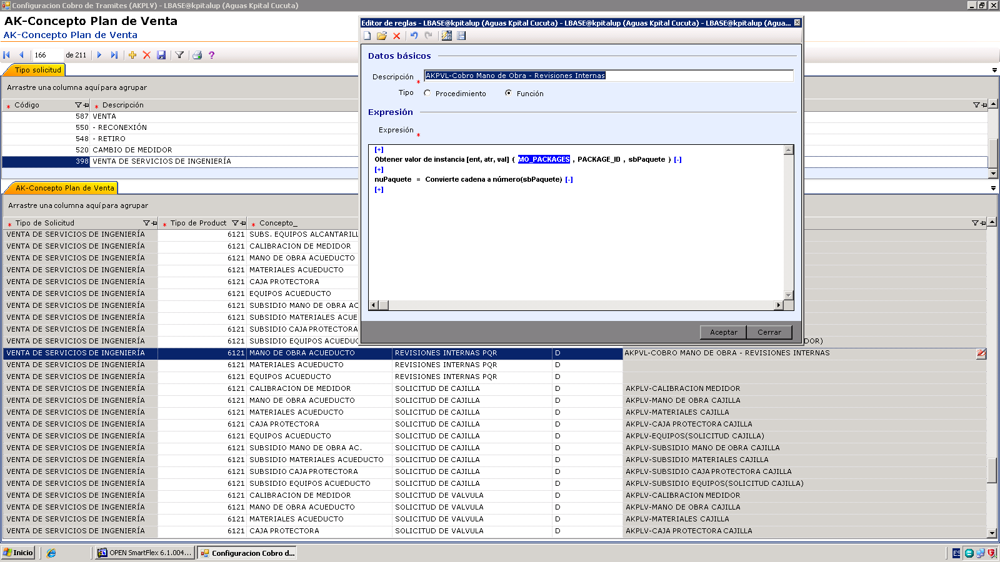 Configuracion Cobro de Tramites (AKPLV) - LBASE@kpitalup (Aguas Kpital Cucuta)
AK-Concepto Plan de Venta
AK-Concepto Plan de Venta
166 de 211
Tipo solicitud
Arrastre una columna aquí para agrupar
* Código * Descripción
587 VENTA
550 - RECONEXIÓN
548 - RETIRO
520 CAMBIO DE MEDIDOR
398 VENTA DE SERVICIOS DE INGENIERÍA
Editor de reglas - LBASE@kpitalup (Aguas Kpital Cucuta) - LBASE@kpitalup (Aguas Kpital Cucuta) - LBASE@kpitalup (Agua...
Datos básicos
Descripción * AKPVL-Cobro Mano de Obra - Revisiones Internas
Tipo Procedimiento Función
Expresión
Expresión *
[+]
Obtener valor de instancia [ent, atr, val] ( MO_PACKAGES , PACKAGE_ID , sbPaquete ) [-]
[+]
nuPaquete = Convierte cadena a número(sbPaquete) [-]
[+]
Aceptar Cerrar
AK-Concepto Plan de Venta
Arrastre una columna aquí para agrupar
* Tipo de Solicitud * Tipo de Product * Concepto_
VENTA DE SERVICIOS DE INGENIERÍA 6121 SUBS. EQUIPOS ALCANTARILL
VENTA DE SERVICIOS DE INGENIERÍA 6121 CALIBRACION DE MEDIDOR
VENTA DE SERVICIOS DE INGENIERÍA 6121 MANO DE OBRA ACUEDUCTO
VENTA DE SERVICIOS DE INGENIERÍA 6121 MATERIALES ACUEDUCTO
VENTA DE SERVICIOS DE INGENIERÍA 6121 CAJA PROTECTORA
VENTA DE SERVICIOS DE INGENIERÍA 6121 EQUIPOS ACUEDUCTO
VENTA DE SERVICIOS DE INGENIERÍA 6121 SUBSIDIO MANO DE OBRA AC
VENTA DE SERVICIOS DE INGENIERÍA 6121 SUBSIDIO MATERIALES ACUE
VENTA DE SERVICIOS DE INGENIERÍA 6121 SUBSIDIO CAJA PROTECTORA
VENTA DE SERVICIOS DE INGENIERÍA 6121 SUBSIDIO EQUIPOS ACUEDUC DOR)
VENTA DE SERVICIOS DE INGENIERÍA 6121 MANO DE OBRA ACUEDUCTO REVISIONES INTERNAS PQR D AKPVL-COBRO MANO DE OBRA - REVISIONES INTERNAS
VENTA DE SERVICIOS DE INGENIERÍA 6121 MATERIALES ACUEDUCTO REVISIONES INTERNAS PQR D
VENTA DE SERVICIOS DE INGENIERÍA 6121 EQUIPOS ACUEDUCTO REVISIONES INTERNAS PQR D
VENTA DE SERVICIOS DE INGENIERÍA 6121 CALIBRACION DE MEDIDOR SOLICITUD DE CAJILLA D AKPLV-CALIBRACION MEDIDOR
VENTA DE SERVICIOS DE INGENIERÍA 6121 MANO DE OBRA ACUEDUCTO SOLICITUD DE CAJILLA D AKPLV-MANO DE OBRA CAJILLA
VENTA DE SERVICIOS DE INGENIERÍA 6121 MATERIALES ACUEDUCTO SOLICITUD DE CAJILLA D AKPLV-MATERIALES CAJILLA
VENTA DE SERVICIOS DE INGENIERÍA 6121 CAJA PROTECTORA SOLICITUD DE CAJILLA D AKPLV-CAJA PROTECTORA CAJILLA
VENTA DE SERVICIOS DE INGENIERÍA 6121 EQUIPOS ACUEDUCTO SOLICITUD DE CAJILLA D AKPLV-EQUIPOS(SOLICITUD CAJILLA)
VENTA DE SERVICIOS DE INGENIERÍA 6121 SUBSIDIO MANO DE OBRA AC. SOLICITUD DE CAJILLA D AKPLV-SUBSIDIO MANO DE OBRA CAJILLA
VENTA DE SERVICIOS DE INGENIERÍA 6121 SUBSIDIO MATERIALES ACUEDUCTO SOLICITUD DE CAJILLA D AKPLV-SUBSIDIO MATERIALES CAJILLA
VENTA DE SERVICIOS DE INGENIERÍA 6121 SUBSIDIO CAJA PROTECTORA SOLICITUD DE CAJILLA D AKPLV-SUBSIDIO CAJA PROTECTORA CAJILLA
VENTA DE SERVICIOS DE INGENIERÍA 6121 SUBSIDIO EQUIPOS ACUEDUCTO SOLICITUD DE CAJILLA D AKPLV-SUBSIDIO EQUIPOS(SOLICITUD CAJILLA)
VENTA DE SERVICIOS DE INGENIERÍA 6121 CALIBRACION DE MEDIDOR SOLICITUD DE VALVULA D AKPLV-CALIBRACION MEDIDOR
VENTA DE SERVICIOS DE INGENIERÍA 6121 MANO DE OBRA ACUEDUCTO SOLICITUD DE VALVULA D AKPLV-MANO DE OBRA CAJILLA
VENTA DE SERVICIOS DE INGENIERÍA 6121 MATERIALES ACUEDUCTO SOLICITUD DE VALVULA D AKPLV-MATERIALES CAJILLA
VENTA DE SERVICIOS DE INGENIERÍA 6121 CAJA PROTECTORA SOLICITUD DE VALVULA D AKPLV-CAJA PROTECTORA CAJILLA
Inicio OPEN SmartFlex 6.1.004... Configuracion Cobro d... ES